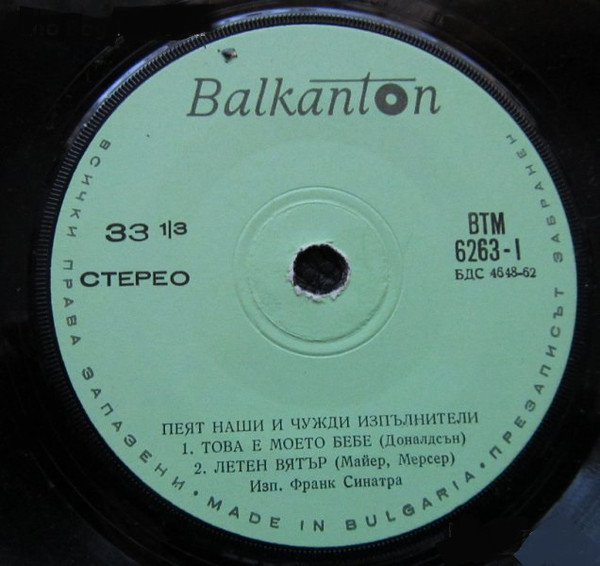 Balkanton
33 1/3
СТЕРЕО
ВТМ
6263-I
БДС 4648-62
ПЕЯТ НАШИ И ЧУЖДИ ИЗПЪЛНИТЕЛИ
1. ТОВА Е МОЕТО БЕБЕ (Доналдсън)
2. ЛЕТЕН ВЯТЪР (Майер, Мерсер)
Изп. Франк Синатра
ВСИЧКИ ПРАВА ЗАПАЗЕНИ • MADE IN BULGARIA • ПРЕЗАПИСЪТ ЗАБРАНЕН